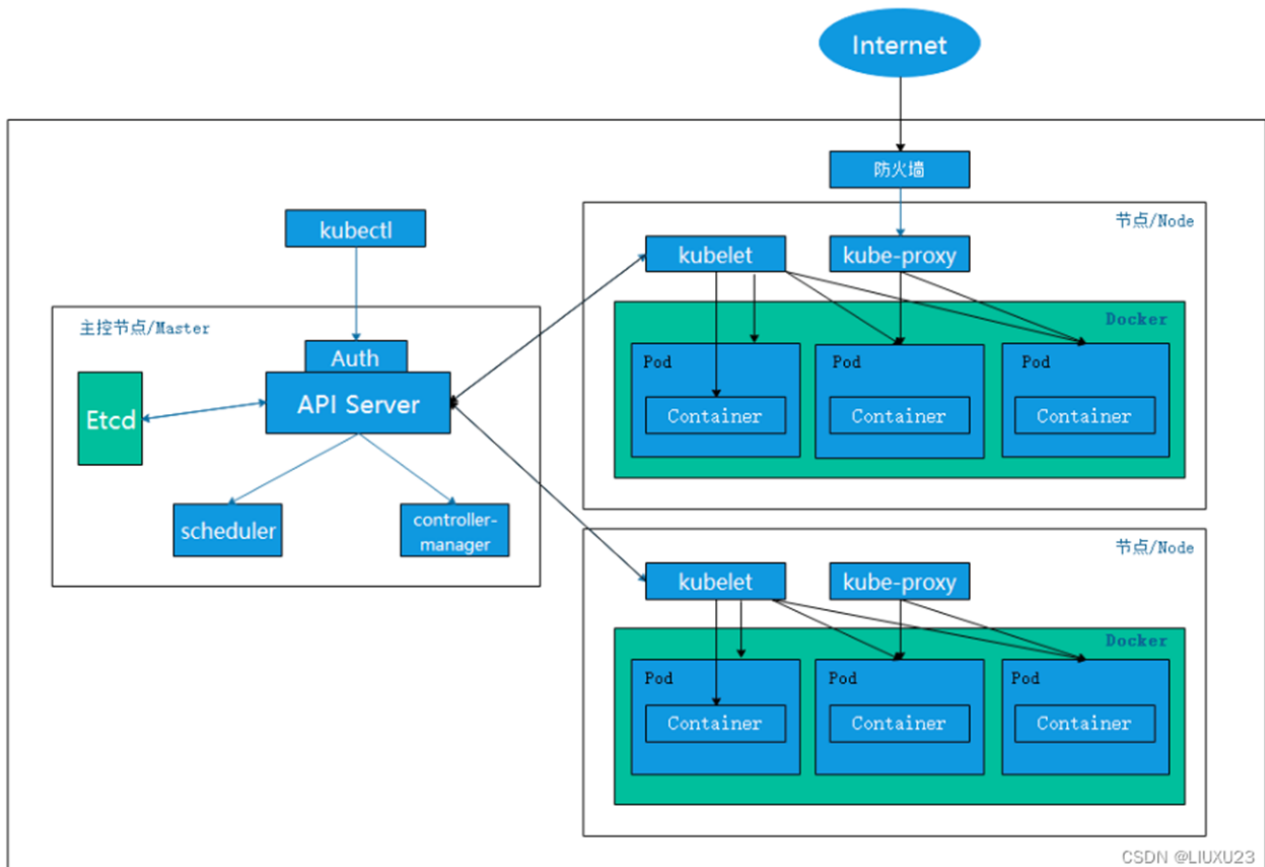 Internet
防火墙
节点/Node
kubectl
kubelet
kube-proxy
主控节点/Master
Docker
Auth
Pod
Pod
Pod
API Server
Etcd
Container
Container
Container
scheduler
controller-
manager
节点/Node
kubelet
kube-proxy
Docker
Pod
Pod
Pod
Container
Container
Container
CSDN @LIUXU23